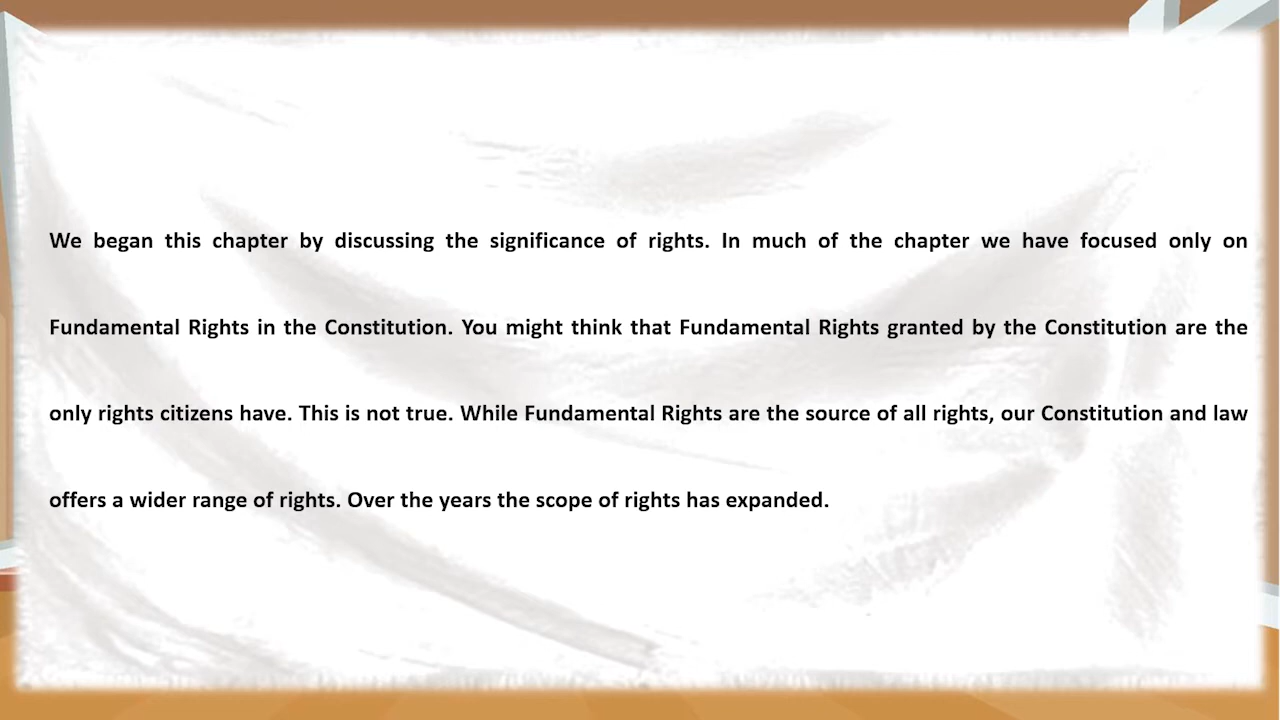 We began this chapter by discussing the significance of rights. In much of the chapter we have focused only on
Fundamental Rights in the Constitution. You might think that Fundamental Rights granted by the Constitution are the
only rights citizens have. This is not true. While Fundamental Rights are the source of all rights, our Constitution and law
offers a wider range of rights. Over the years the scope of rights has expanded.